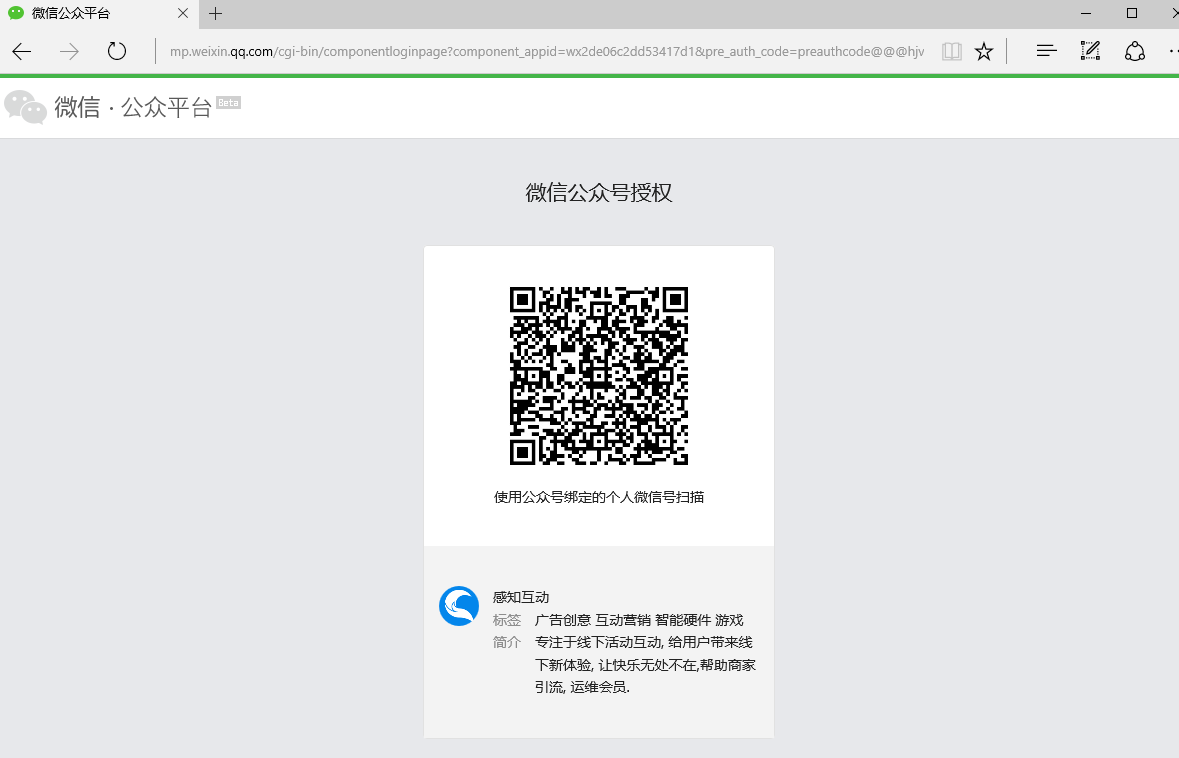 微信公众平台
mp.weixin.qq.com/cgi-bin/componentloginpage?component_appid=wx2de06c2dd53417d1&pre_auth_code=preauthcode@@@hjv
微信 · 公众平台 Beta
微信公众号授权
使用公众号绑定的个人微信号扫描
感知互动
标签 广告创意 互动营销 智能硬件 游戏
简介 专注于线下活动互动, 给用户带来线
下新体验, 让快乐无处不在,帮助商家
引流, 运维会员.